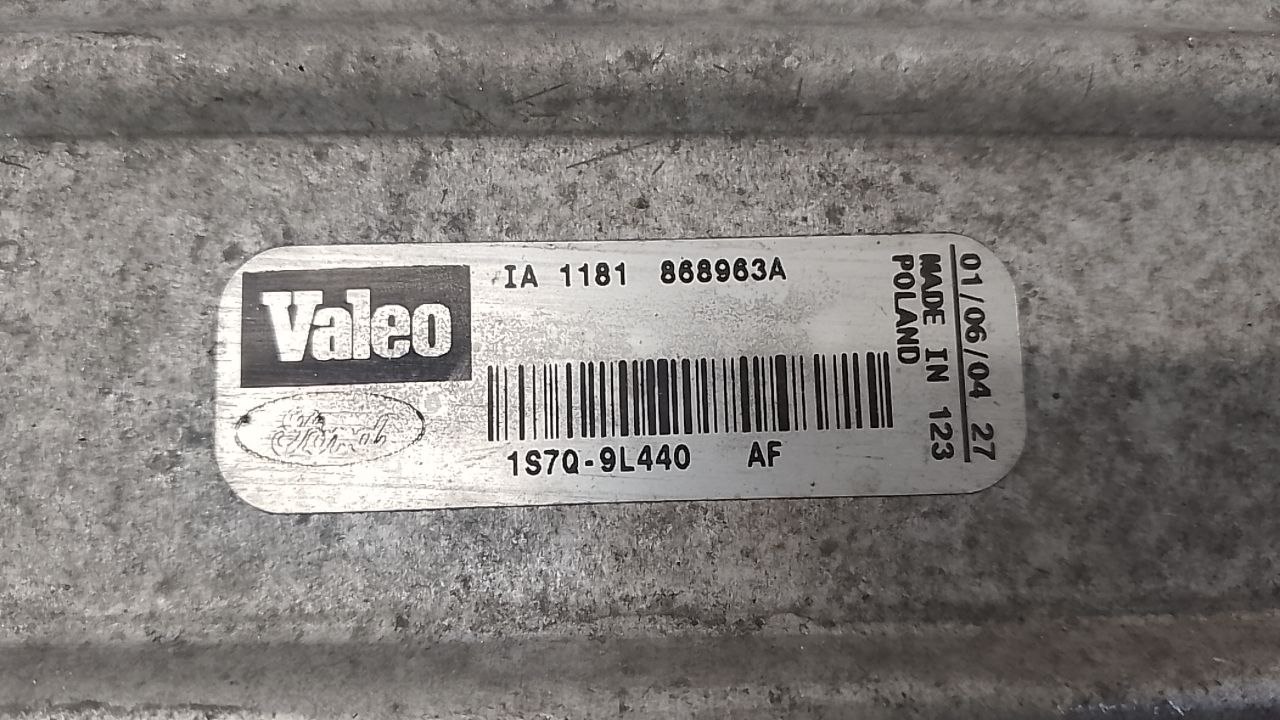 Valeo
IA 1181 868963A
1S7Q-9L440 AF
01/06/04 27
MADE IN 123
POLAND